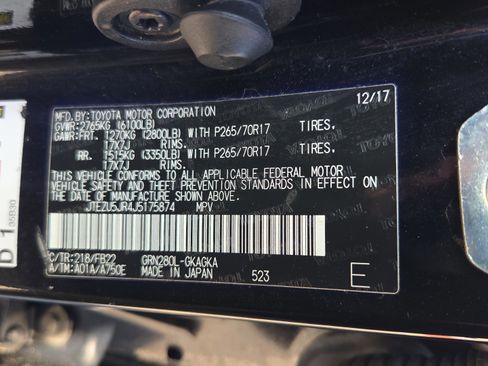 12/17
MFD.BY:TOYOTA MOTOR CORPORATION
GVWR:2765KG (6100LB)
GAWR:FRT. 1270KG (2800LB) WITH P265/70R17 TIRES,
17X7J RIMS,
RR. 1515KG (3350LB) WITH P265/70R17 TIRES,
17X7J RIMS,
THIS VEHICLE CONFORMS TO ALL APPLICABLE FEDERAL MOTOR
VEHICLE SAFETY AND THEFT PREVENTION STANDARDS IN EFFECT ON
THE DATE OF MANUFACTURE SHOWN ABOVE.
JTEZU5JR4J5175874 MPV
C/TR:218/FB22 GRN280L-GKAGKA
A/TM:A01A/A750E MADE IN JAPAN 523 E
D 1 35B30